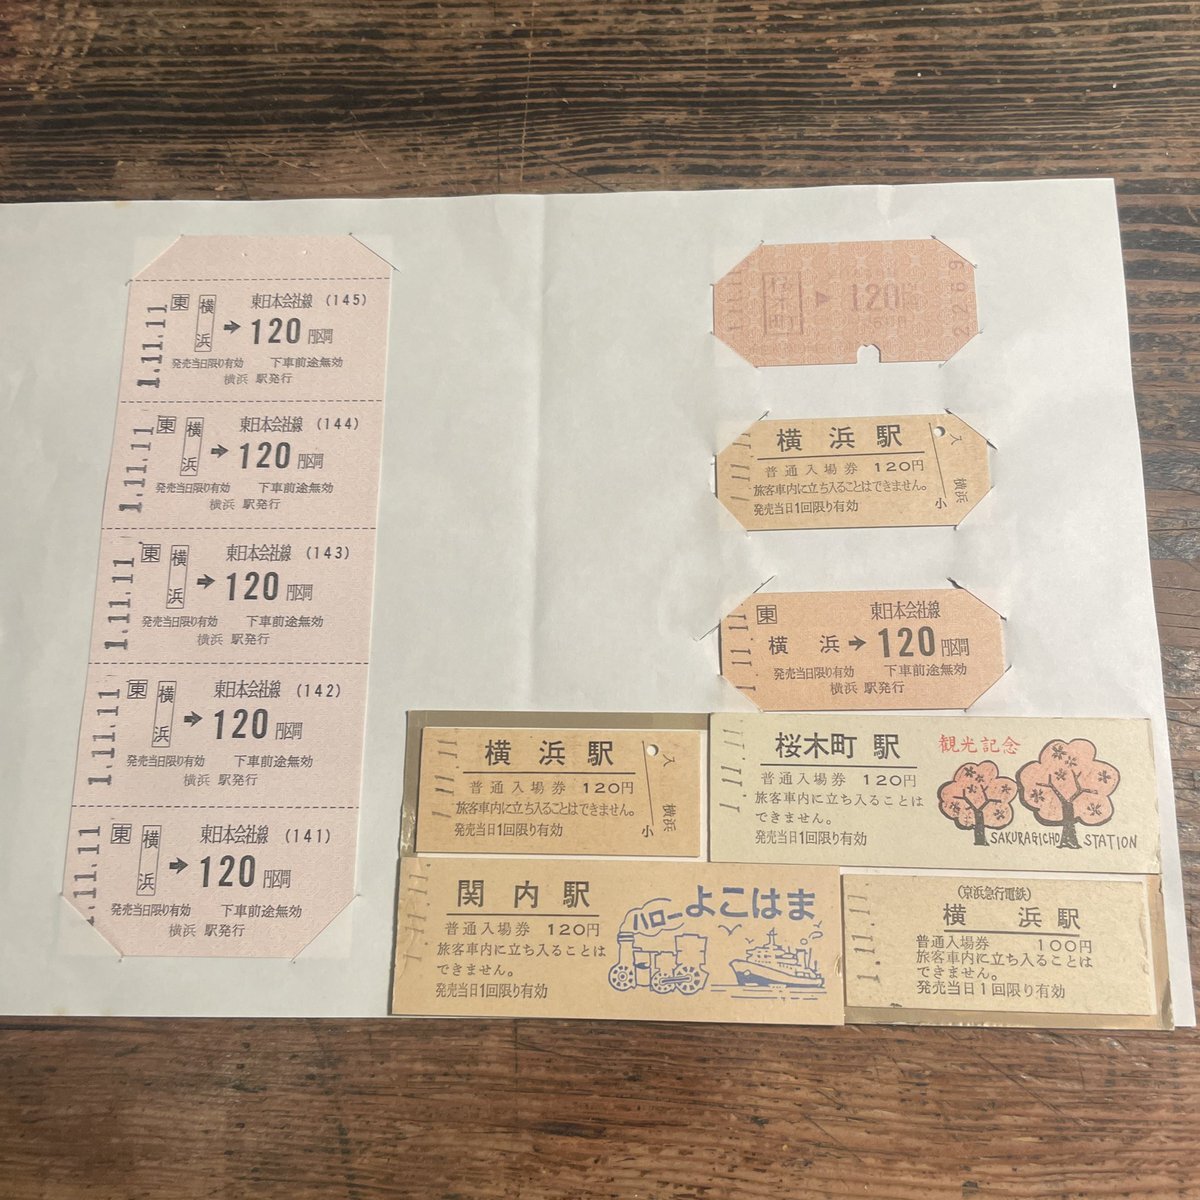 1.11.11
東 横浜
東日本会社線 (145)
➔ 120 円区間
発売当日限り有効 下車前途無効
横浜 駅発行
1.11.11
東 横浜
東日本会社線 (144)
➔ 120 円区間
発売当日限り有効 下車前途無効
横浜 駅発行
1.11.11
東 横浜
東日本会社線 (143)
➔ 120 円区間
発売当日限り有効 下車前途無効
横浜 駅発行
1.11.11
東 横浜
東日本会社線 (142)
➔ 120 円区間
発売当日限り有効 下車前途無効
横浜 駅発行
1.11.11
東 横浜
東日本会社線 (141)
➔ 120 円区間
発売当日限り有効 下車前途無効
横浜 駅発行
▶ 120
2269
1.11.11
横浜駅
普通入場券 120円
旅客車内に立ち入ることはできません。
発売当日1回限り有効
入 横浜
小
1.11.11
東
東日本会社線
横 浜 ➔ 120 円区間
発売当日限り有効 下車前途無効
横浜 駅発行
1.11.11
横浜駅
普通入場券 120円
旅客車内に立ち入ることはできません。
発売当日1回限り有効
入 横浜
小
1.11.11
桜木町駅
普通入場券 120円
旅客車内に立ち入ることは
できません。
発売当日1回限り有効
観光記念
SAKURAGICHO STATION
1.11.11.
関内駅
普通入場券 120円
旅客車内に立ち入ることは
できません。
発売当日1回限り有効
ハローよこはま
1.11.11.
(京浜急行電鉄)
横浜駅
普通入場券 100円
旅客車内に立ち入ることは
できません。
発売当日1回限り有効